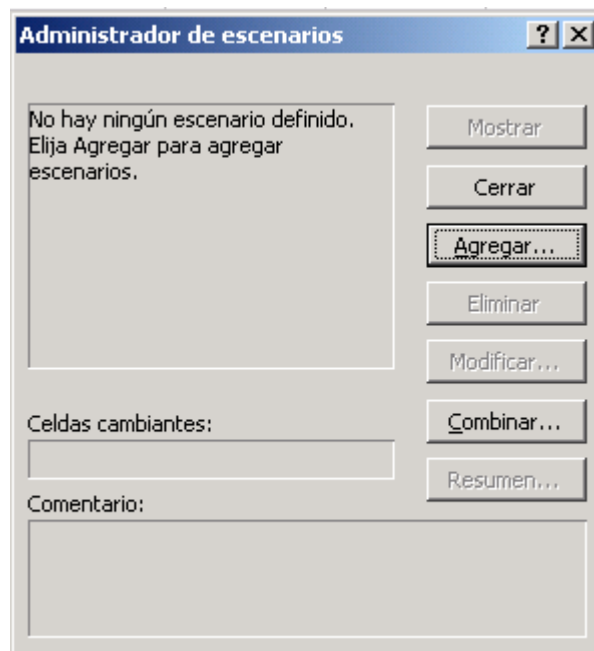 Administrador de escenarios
No hay ningún escenario definido.
Elija Agregar para agregar
escenarios.
Mostrar
Cerrar
Agregar...
Eliminar
Modificar...
Combinar...
Resumen...
Celdas cambiantes:
Comentario: